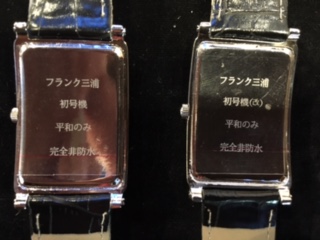 フランク三浦
初号機
平和のみ
完全非防水
フランク三浦
初号機(改)
平和のみ
完全非防水